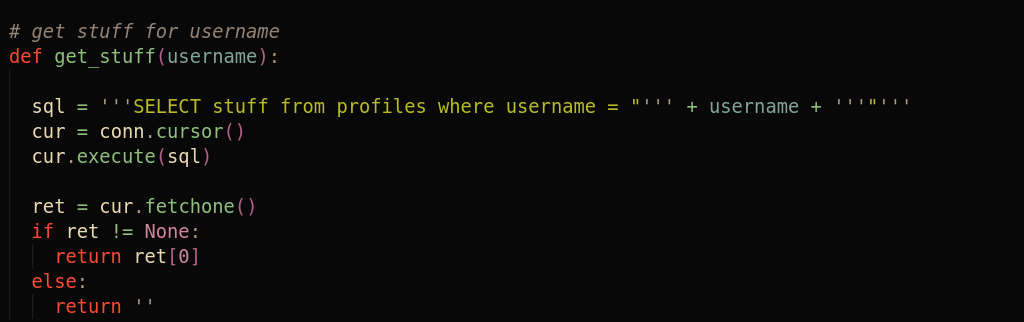 # get stuff for username
def get_stuff(username):
  sql = '''SELECT stuff from profiles where username = "''' + username + '''"'''
  cur = conn.cursor()
  cur.execute(sql)
  ret = cur.fetchone()
  if ret != None:
    return ret[0]
  else:
    return ''